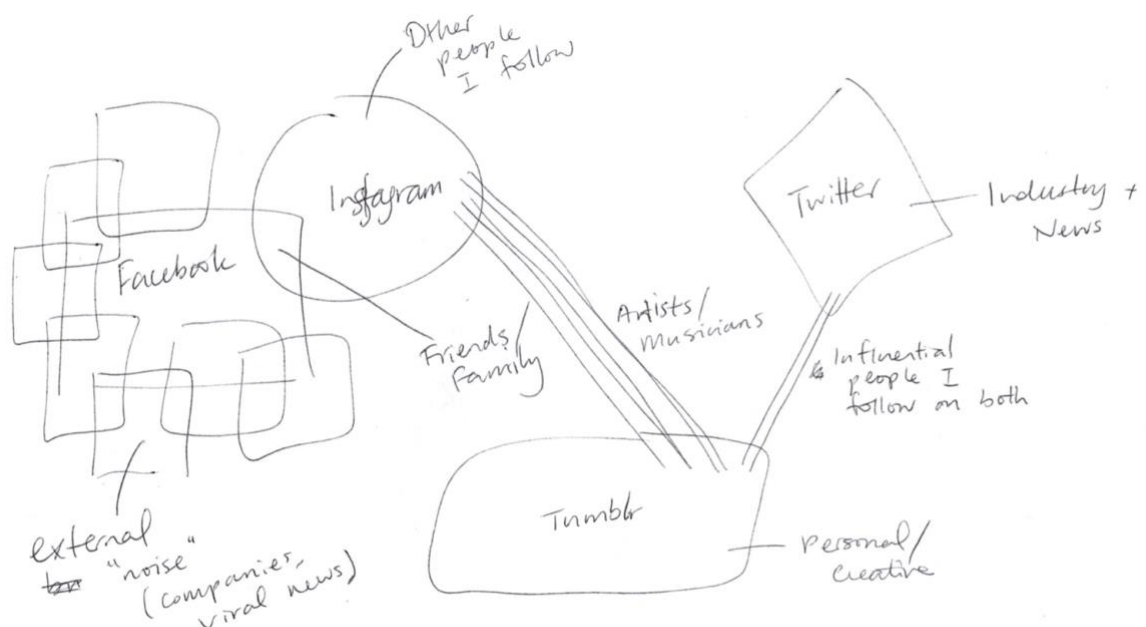 Other
people
I follow
Instagram
Twitter
Industry +
News
Facebook
Friends/
Family
Artists/
Musicians
Influential
people I
follow on both
Tumblr
Personal/
Creative
external
"noise"
(companies,
viral news)